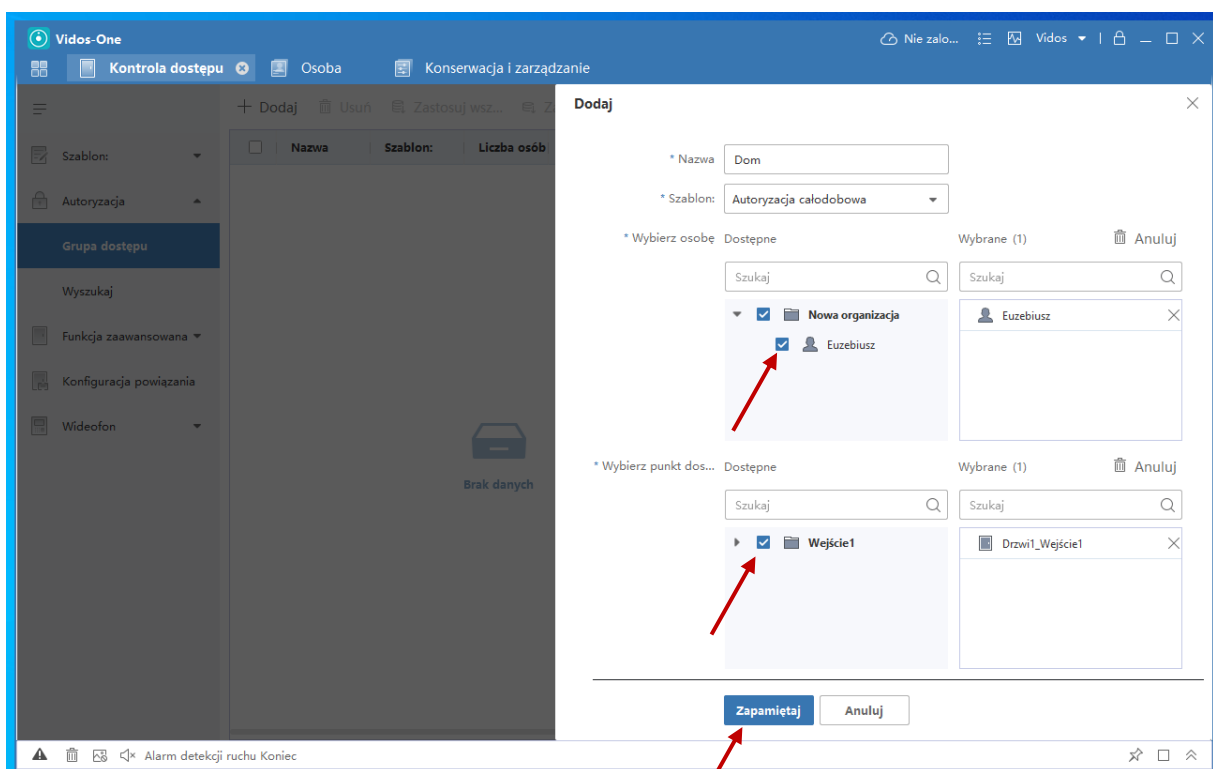 Vidos-One
Nie zalo...
Vidos
Kontrola dostępu
Osoba
Konserwacja i zarządzanie
Dodaj
Usuń
Zastosuj wsz...
Nazwa
Szablon:
Liczba osób
Szablon:
Autoryzacja
Grupa dostępu
Wyszukaj
Funkcja zaawansowana
Konfiguracja powiązania
Wideofon
Brak danych
Dodaj
* Nazwa
Dom
* Szablon:
Autoryzacja całodobowa
* Wybierz osobę
Dostępne
Wybrane (1)
Anuluj
Szukaj
Szukaj
Nowa organizacja
Euzebiusz
Euzebiusz
* Wybierz punkt dos...
Dostępne
Wybrane (1)
Anuluj
Szukaj
Szukaj
Wejście1
Drzwi1_Wejście1
Zapamiętaj
Anuluj
Alarm detekcji ruchu Koniec